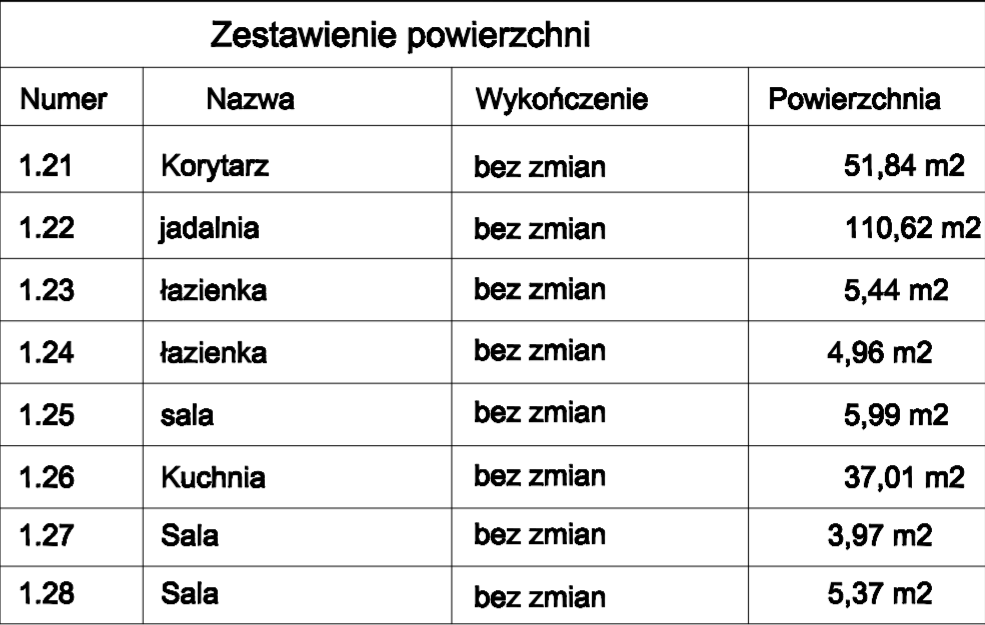 Zestawienie powierzchni
Numer Nazwa Wykończenie Powierzchnia
1.21 Korytarz bez zmian 51,84 m2
1.22 jadalnia bez zmian 110,62 m2
1.23 łazienka bez zmian 5,44 m2
1.24 łazienka bez zmian 4,96 m2
1.25 sala bez zmian 5,99 m2
1.26 Kuchnia bez zmian 37,01 m2
1.27 Sala bez zmian 3,97 m2
1.28 Sala bez zmian 5,37 m2